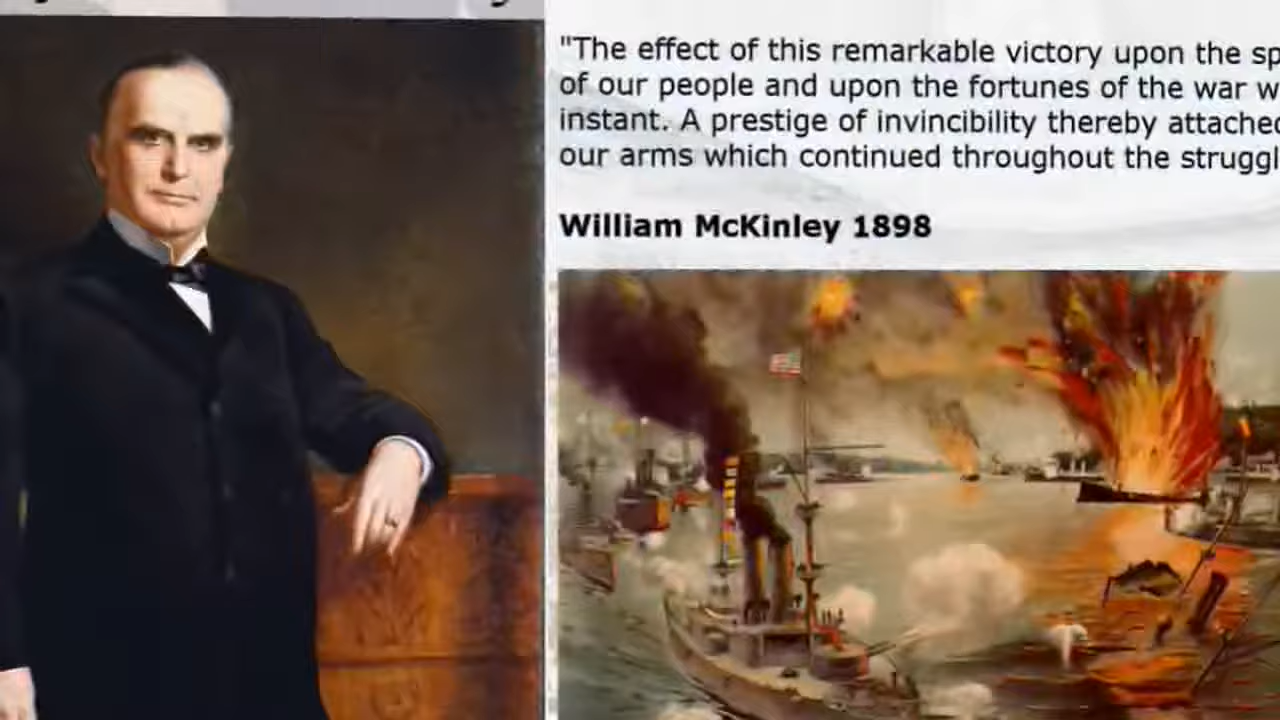 "The effect of this remarkable victory upon the
of our people and upon the fortunes of the war
instant. A prestige of invincibility thereby
our arms which continued throughout the
William McKinley 1898